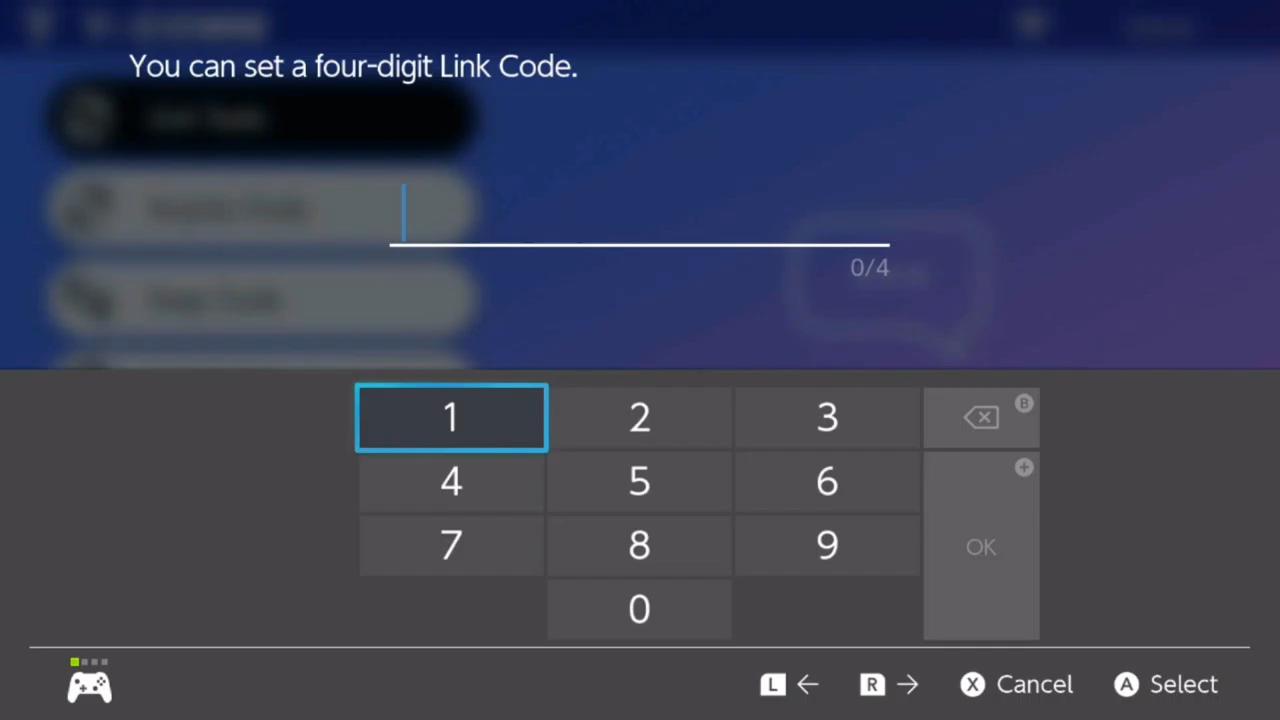 You can set a four-digit Link Code.
0/4
1 2 3 B
4 5 6 +
7 8 9 OK
0
L ← R → X Cancel A Select